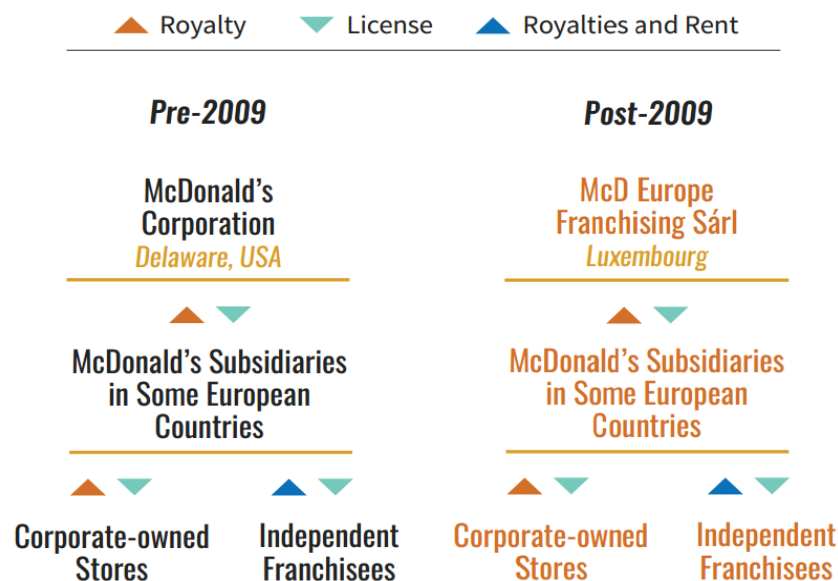 Royalty License Royalties and Rent
Pre-2009
McDonald's
Corporation
Delaware, USA
McDonald's Subsidiaries
in Some European
Countries
Corporate-owned
Stores
Independent
Franchisees
Post-2009
McD Europe
Franchising Sárl
Luxembourg
McDonald's Subsidiaries
in Some European
Countries
Corporate-owned
Stores
Independent
Franchisees